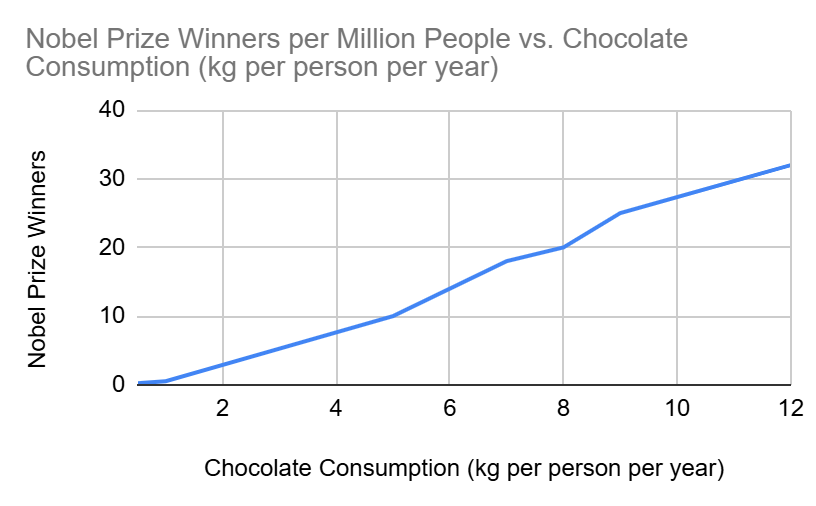 Nobel Prize Winners per Million People vs. Chocolate
Consumption (kg per person per year)
40
30
20
10
0
Nobel Prize Winners
2 4 6 8 10 12
Chocolate Consumption (kg per person per year)